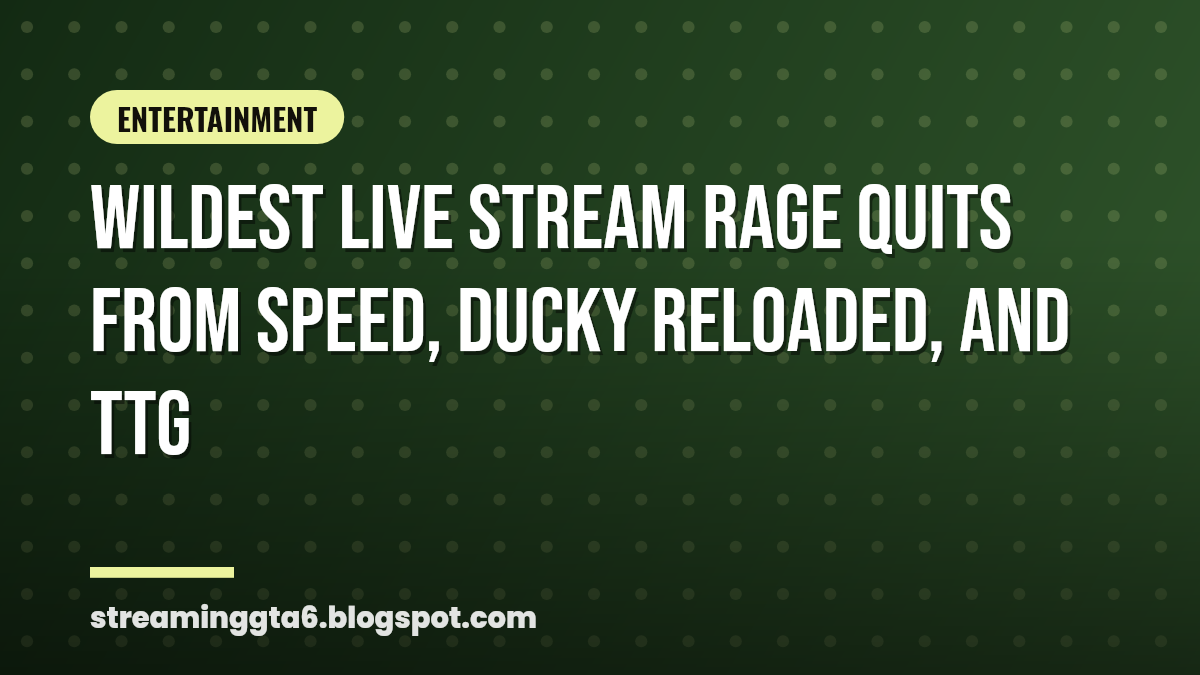 ENTERTAINMENT
WILDEST LIVE STREAM RAGE QUITS
FROM SPEED, DUCKY RELOADED, AND
TTG
streaminggta6.blogspot.com